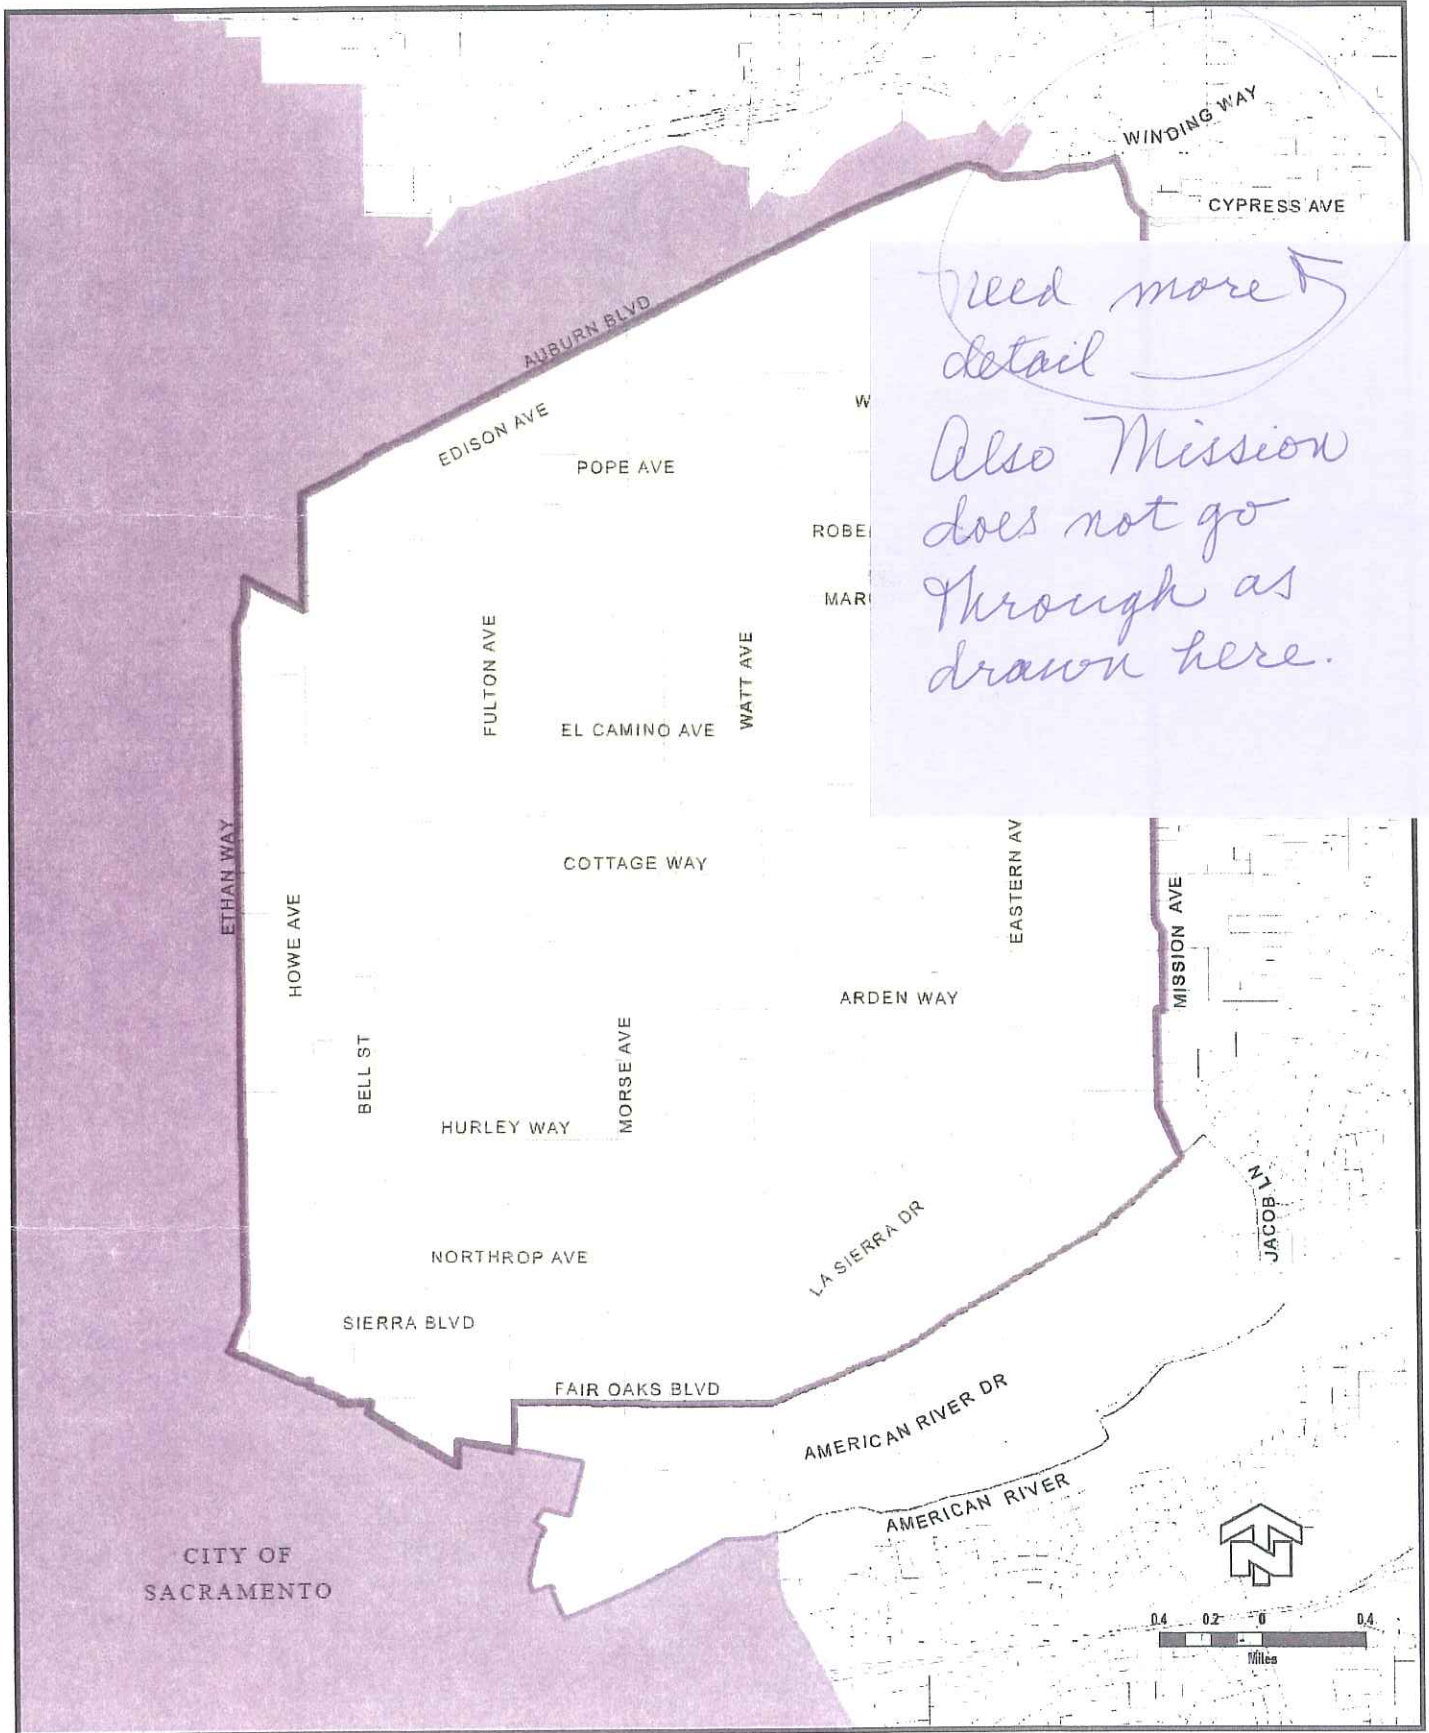 WINDING WAY
CYPRESS AVE
need more
detail
Also Mission
does not go
through as
drawn here.
AUBURN BLVD
EDISON AVE
POPE AVE
W
ROBE
MAR
FULTON AVE
WATT AVE
EL CAMINO AVE
ETHAN WAY
COTTAGE WAY
EASTERN AV
MISSION AVE
HOWE AVE
ARDEN WAY
BELL ST
MORSE AVE
HURLEY WAY
JACOB LN
LA SIERRA DR
NORTHROP AVE
SIERRA BLVD
FAIR OAKS BLVD
AMERICAN RIVER DR
AMERICAN RIVER
CITY OF
SACRAMENTO
N
0.4 0.2 0 0.4
Miles